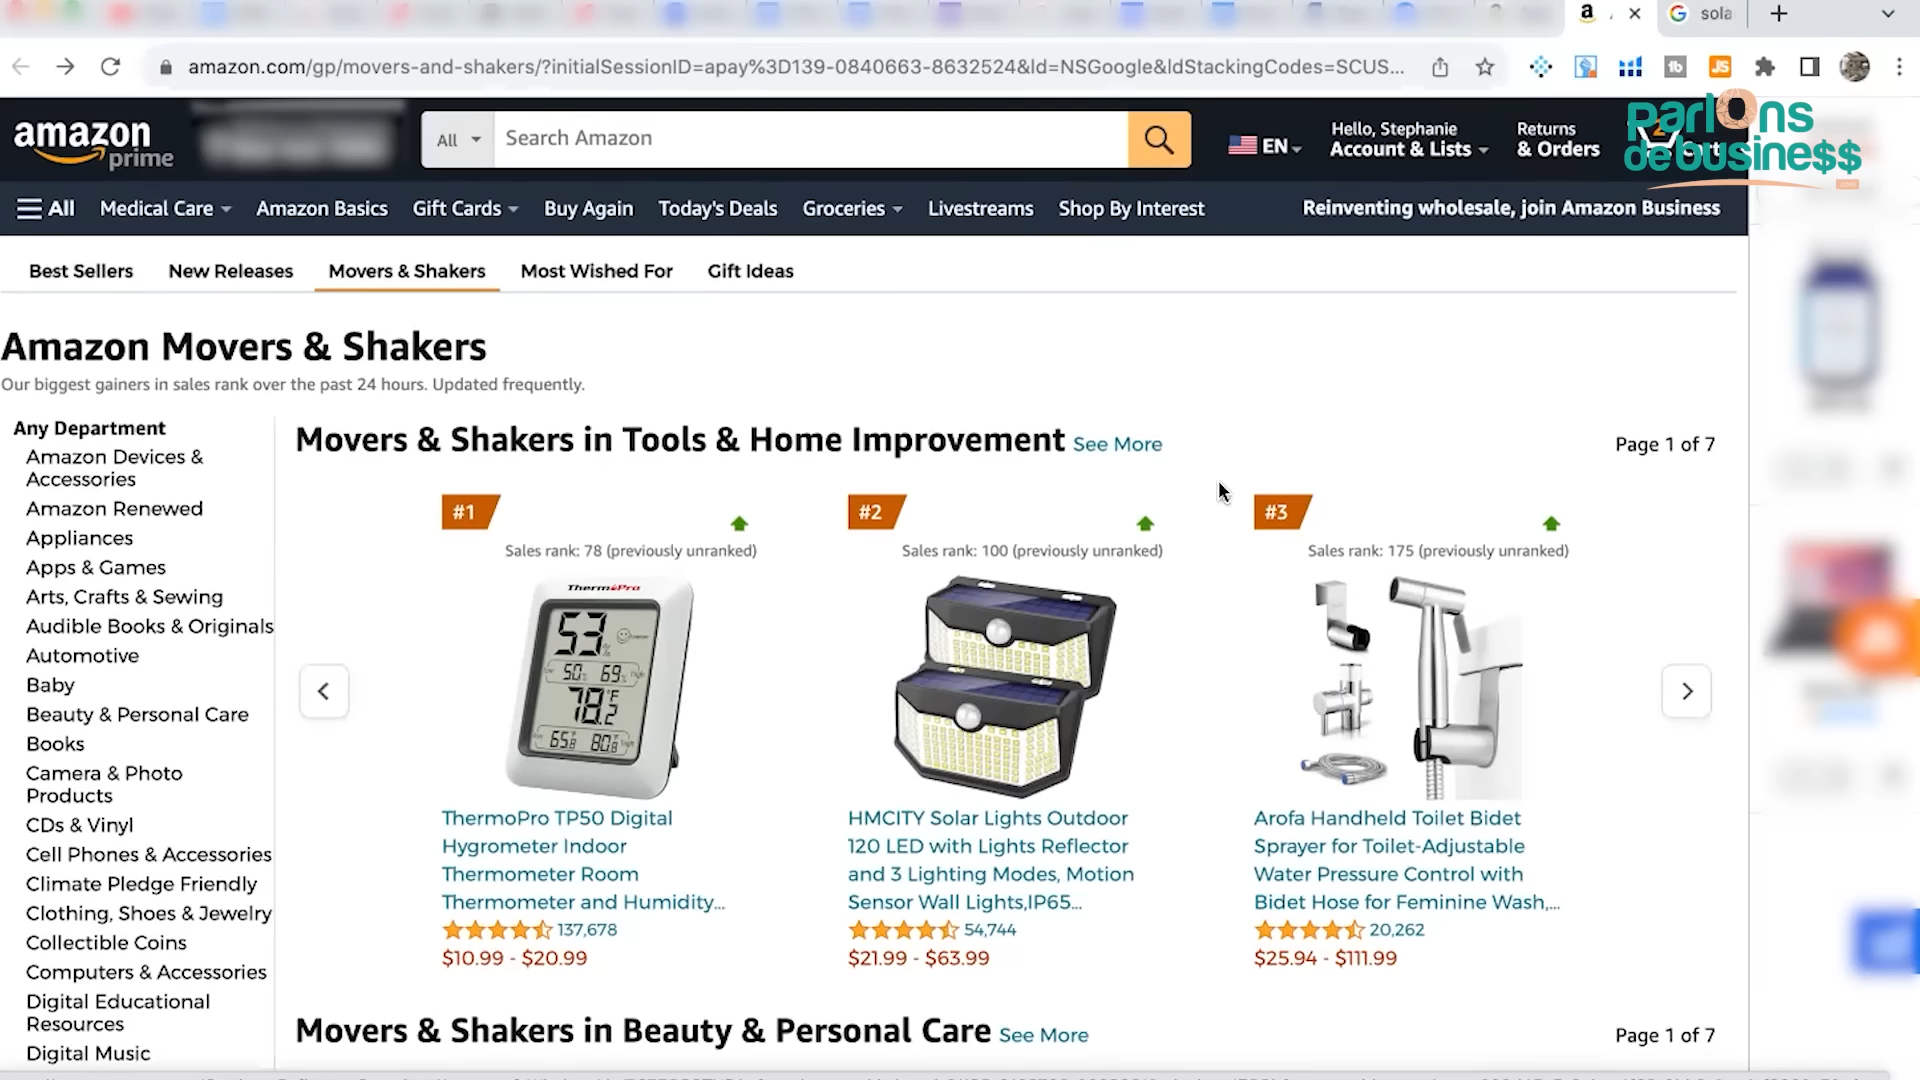 sola
amazon.com/gp/movers-and-shakers/?initialSessionID=apay%3D139-0840663-8632524&ld=NSGoogle&ldStackingCodes=SCUS...
parlOns
de busine$$
amazon
prime
All
Search Amazon
EN
Hello, Stephanie
Account & Lists
Returns
& Orders
All
Medical Care
Amazon Basics
Gift Cards
Buy Again
Today's Deals
Groceries
Livestreams
Shop By Interest
Reinventing wholesale, join Amazon Business
Best Sellers
New Releases
Movers & Shakers
Most Wished For
Gift Ideas
Amazon Movers & Shakers
Our biggest gainers in sales rank over the past 24 hours. Updated frequently.
Any Department
Amazon Devices &
Accessories
Amazon Renewed
Appliances
Apps & Games
Arts, Crafts & Sewing
Audible Books & Originals
Automotive
Baby
Beauty & Personal Care
Books
Camera & Photo
Products
CDs & Vinyl
Cell Phones & Accessories
Climate Pledge Friendly
Clothing, Shoes & Jewelry
Collectible Coins
Computers & Accessories
Digital Educational
Resources
Digital Music
Movers & Shakers in Tools & Home Improvement See More
Page 1 of 7
#1
Sales rank: 78 (previously unranked)
ThermoPro
53
50 69
78.2 °F
65.8 80.8
ThermoPro TP50 Digital
Hygrometer Indoor
Thermometer Room
Thermometer and Humidity...
137,678
$10.99 - $20.99
#2
Sales rank: 100 (previously unranked)
HMCITY Solar Lights Outdoor
120 LED with Lights Reflector
and 3 Lighting Modes, Motion
Sensor Wall Lights,IP65...
54,744
$21.99 - $63.99
#3
Sales rank: 175 (previously unranked)
Arofa Handheld Toilet Bidet
Sprayer for Toilet-Adjustable
Water Pressure Control with
Bidet Hose for Feminine Wash,...
20,262
$25.94 - $111.99
Movers & Shakers in Beauty & Personal Care See More
Page 1 of 7